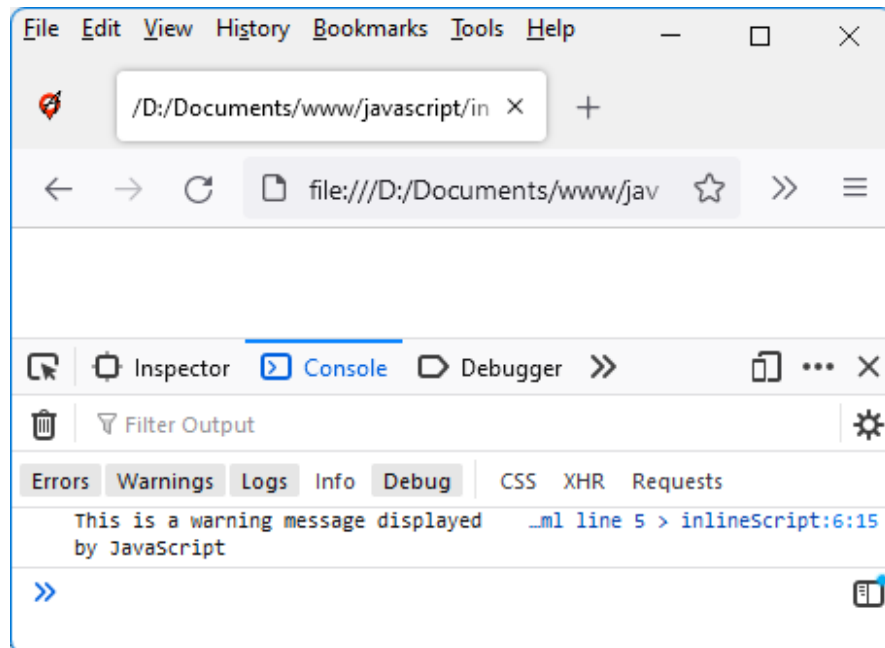 File Edit View History Bookmarks Tools Help
/D:/Documents/www/javascript/in
file:///D:/Documents/www/jav
Inspector Console Debugger
Filter Output
Errors Warnings Logs Info Debug CSS XHR Requests
This is a warning message displayed …ml line 5 > inlineScript:6:15
by JavaScript